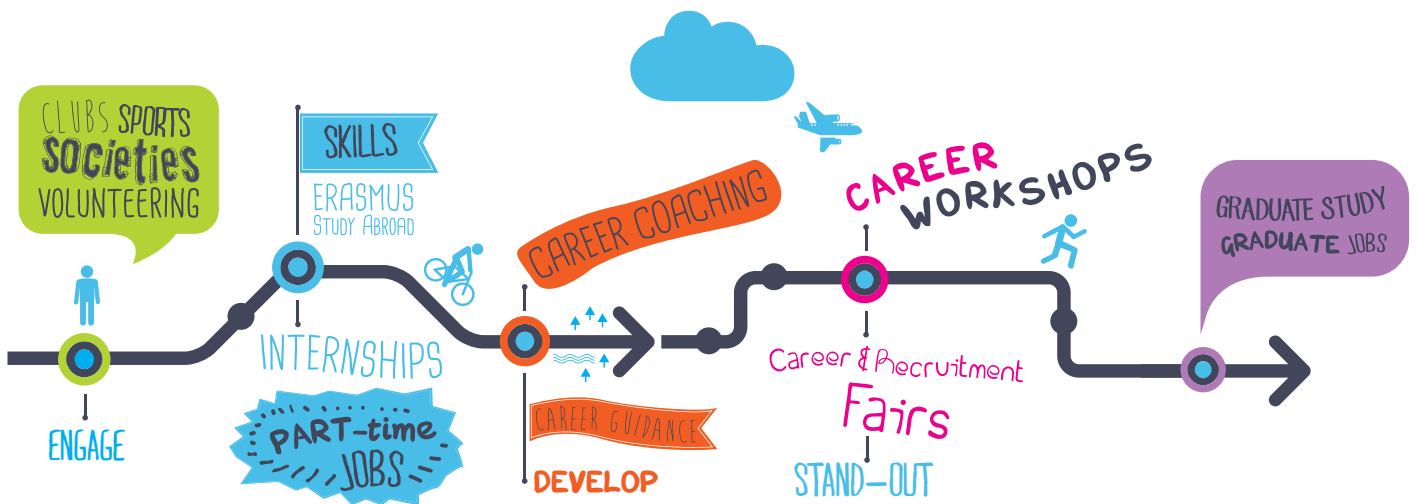 CLUBS SPORTS
societies
VOLUNTEERING
ENGAGE
SKILLS
ERASMUS
STUDY ABROAD
INTERNSHIPS
PART-time
JOBS
CAREER COACHING
CAREER GUIDANCE
DEVELOP
CAREER
WORKSHOPS
Career & Recruitment
Fairs
STAND-OUT
GRADUATE STUDY
GRADUATE JOBS